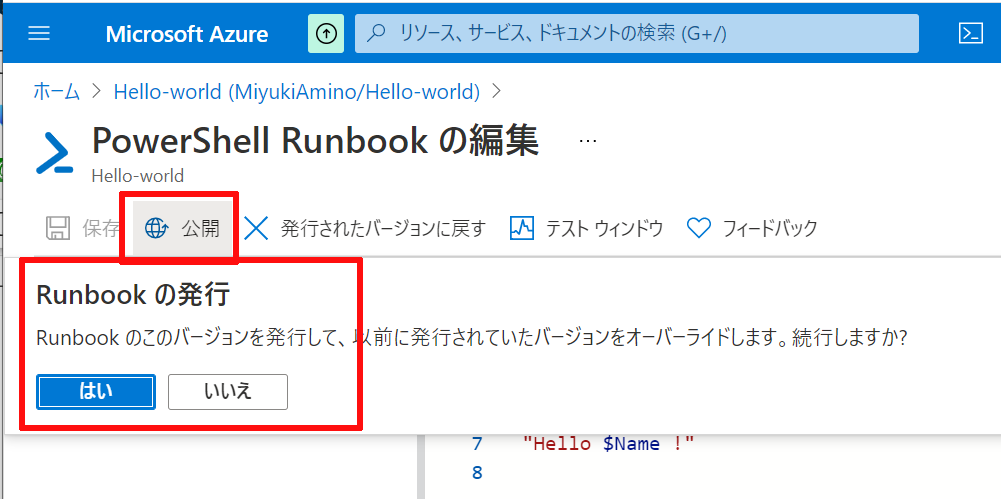 Microsoft Azure リソース、サービス、ドキュメントの検索 (G+/)
ホーム > Hello-world (MiyukiAmino/Hello-world) >
PowerShell Runbook の編集 ...
Hello-world
保存 公開 発行されたバージョンに戻す テスト ウィンドウ フィードバック
Runbook の発行
Runbook のこのバージョンを発行して、以前に発行されていたバージョンをオーバーライドします。続行しますか?
はい いいえ
7 "Hello $Name !"
8